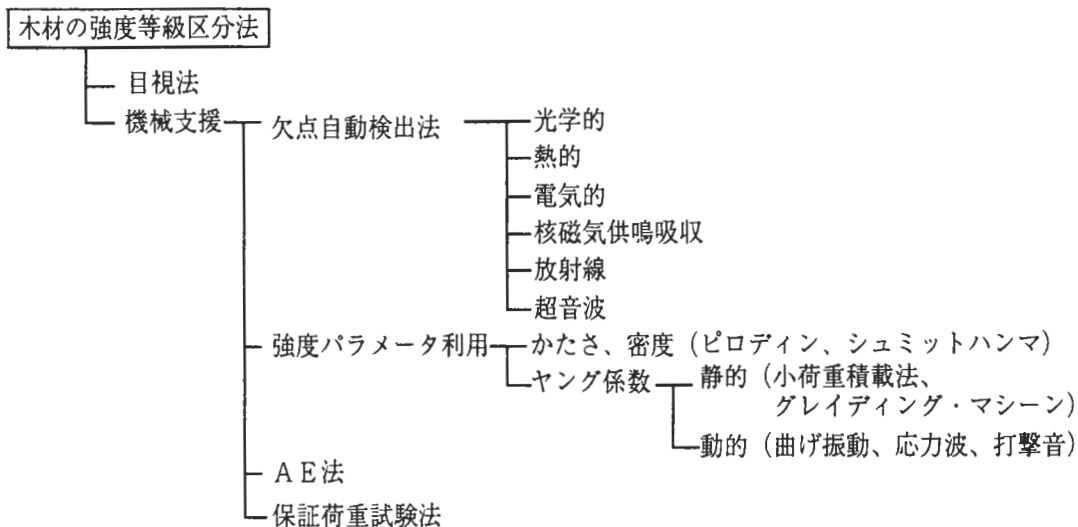 木材の強度等級区分法
目視法
機械支援
欠点自動検出法
光学的
熱的
電気的
核磁気供鳴吸収
放射線
超音波
強度パラメータ利用
かたさ、密度（ピロディン、シュミットハンマ）
ヤング係数
静的（小荷重積載法、
グレイディング・マシーン）
動的（曲げ振動、応力波、打撃音）
ＡＥ法
保証荷重試験法